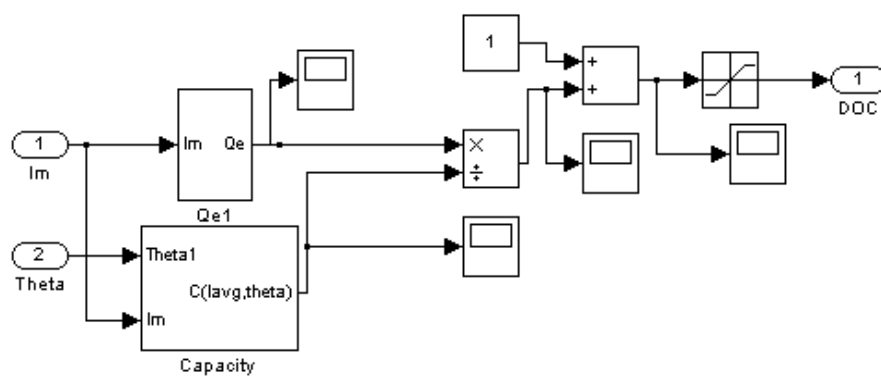 1
+
+
1
DOC
1
Im
Im
Qe
×
÷
Qe1
2
Theta
Theta1
C(Iavg,theta)
Im
Capacity